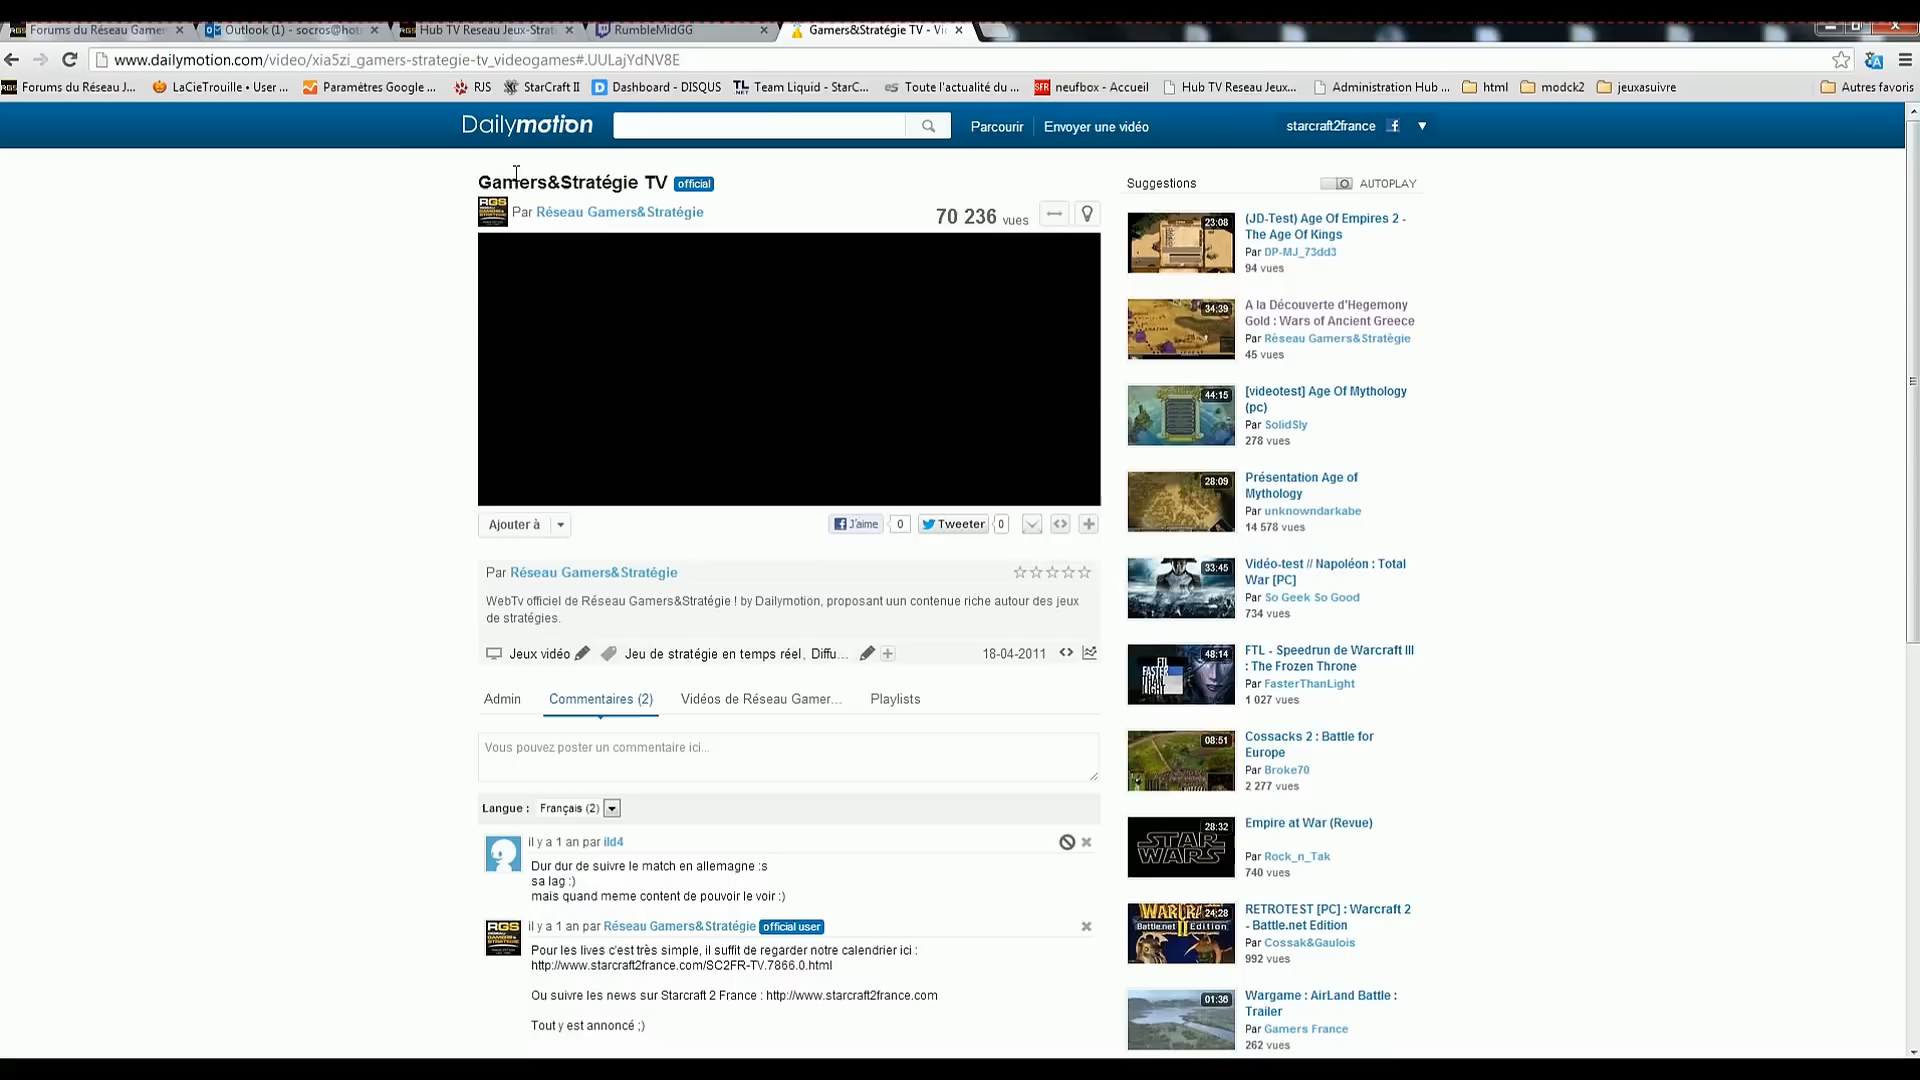 Forums du Réseau Gamer
Outlook (1) - socros@hot
Hub TV Reseau Jeux-Strat
RumbleMidGG
Gamers&Stratégie TV - Vi
www.dailymotion.com/video/xia5zi_gamers-strategie-tv_videogames#.UULajYdNV8E
Forums du Réseau J...
LaCieTrouille • User ...
Paramètres Google ...
RJS
StarCraft II
Dashboard - DISQUS
Team Liquid - StarC...
Toute l'actualité du ...
neufbox - Accueil
Hub TV Reseau Jeux...
Administration Hub ...
html
modck2
jeuxasuivre
Autres favoris
Dailymotion
Parcourir
Envoyer une vidéo
starcraft2france
Gamers&Stratégie TV official
Par Réseau Gamers&Stratégie
70 236 vues
Ajouter à
J'aime 0
Tweeter 0
Par Réseau Gamers&Stratégie
WebTv officiel de Réseau Gamers&Stratégie ! by Dailymotion, proposant uun contenue riche autour des jeux
de stratégies.
Jeux vidéo
Jeu de stratégie en temps réel, Diffu...
18-04-2011
Admin
Commentaires (2)
Vidéos de Réseau Gamer...
Playlists
Vous pouvez poster un commentaire ici...
Langue : Français (2)
il y a 1 an par ild4
Dur dur de suivre le match en allemagne :s
sa lag :)
mais quand meme content de pouvoir le voir :)
RGS
il y a 1 an par Réseau Gamers&Stratégie official user
Pour les lives c'est très simple, il suffit de regarder notre calendrier ici :
http://www.starcraft2france.com/SC2FR-TV.7866.0.html
Ou suivre les news sur Starcraft 2 France : http://www.starcraft2france.com
Tout y est annoncé ;)
Suggestions
AUTOPLAY
23:08
(JD-Test) Age Of Empires 2 -
The Age Of Kings
Par DP-MJ_73dd3
94 vues
34:39
A la Découverte d'Hegemony
Gold : Wars of Ancient Greece
Par Réseau Gamers&Stratégie
45 vues
44:15
[videotest] Age Of Mythology
(pc)
Par SolidSly
278 vues
28:09
Présentation Age of
Mythology
Par unknowndarkabe
14 578 vues
33:45
Vidéo-test // Napoléon : Total
War [PC]
Par So Geek So Good
734 vues
48:14
FTL FASTER THAN LIGHT
FTL - Speedrun de Warcraft III
: The Frozen Throne
Par FasterThanLight
1 027 vues
08:51
Cossacks 2 : Battle for
Europe
Par Broke70
2 277 vues
28:32
STAR WARS
Empire at War (Revue)
Par Rock_n_Tak
740 vues
24:28
Battle.net Edition
RETROTEST [PC] : Warcraft 2
- Battle.net Edition
Par Cossak&Gaulois
992 vues
01:36
Wargame : AirLand Battle :
Trailer
Par Gamers France
262 vues